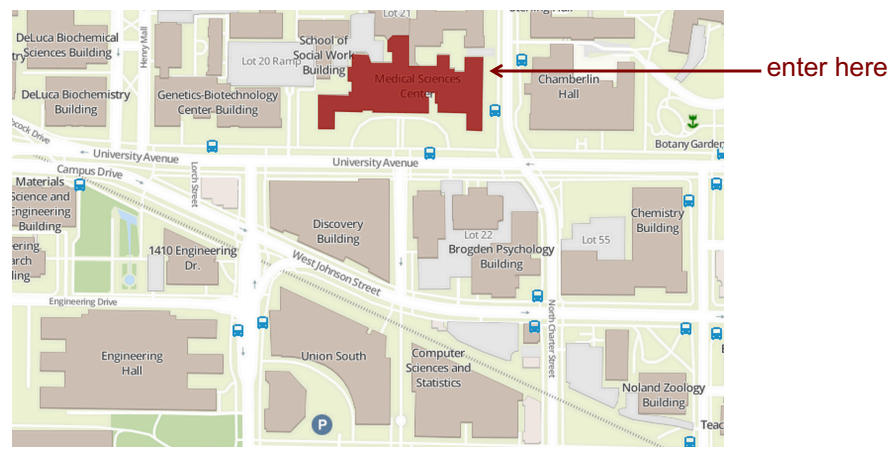 Lot 21
DeLuca Biochemical
Sciences Building
Henry Mall
School of
Social Work
Building
Lot 20 Ramp
Medical Sciences
Center
enter here
Chamberlin
Hall
DeLuca Biochemistry
Building
Genetics-Biotechnology
Center Building
Botany Garden
University Avenue
University Avenue
Campus Drive
Lorch Street
Materials
Science and
Engineering
Building
Discovery
Building
Lot 22
Brogden Psychology
Building
Chemistry
Building
Lot 55
1410 Engineering
Dr.
West Johnson Street
Engineering Drive
North Charter Street
Engineering
Hall
Union South
Computer
Sciences and
Statistics
Noland Zoology
Building
P